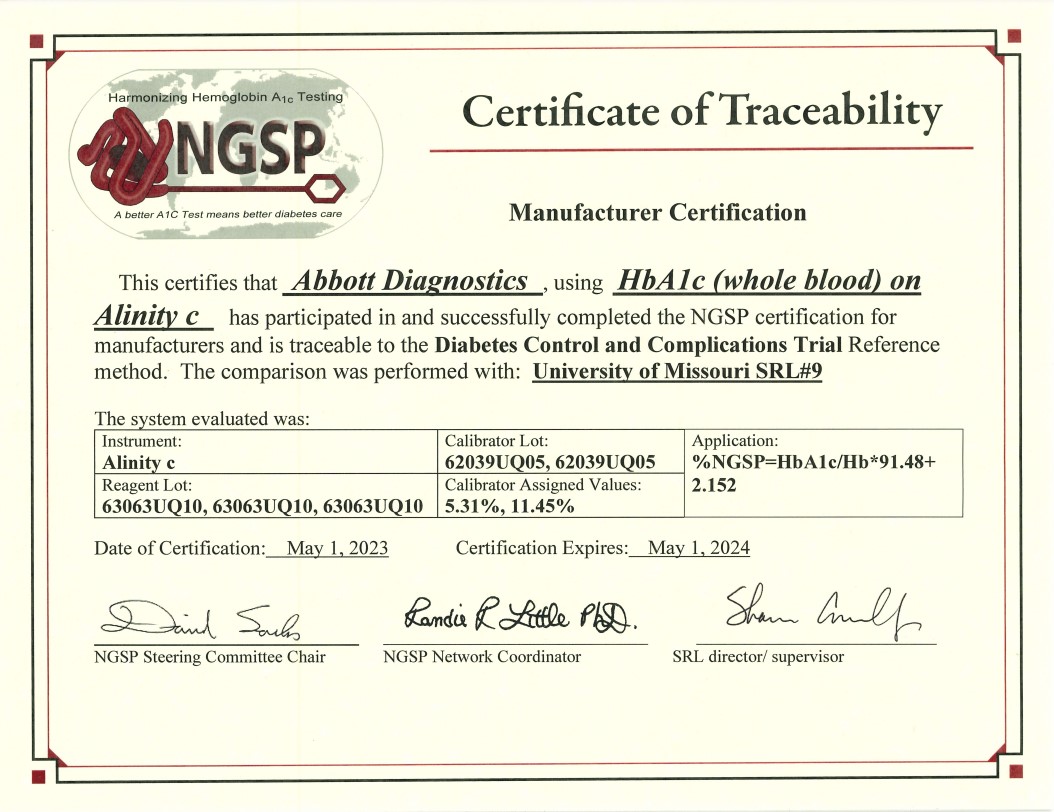 Harmonizing Hemoglobin A1c Testing
NGSP
A better A1C Test means better diabetes care
Certificate of Traceability
Manufacturer Certification
This certifies that Abbott Diagnostics , using HbA1c (whole blood) on
Alinity c has participated in and successfully completed the NGSP certification for
manufacturers and is traceable to the Diabetes Control and Complications Trial Reference
method. The comparison was performed with: University of Missouri SRL#9
The system evaluated was:
Instrument:
Alinity c
Calibrator Lot:
62039UQ05, 62039UQ05
Application:
%NGSP=HbA1c/Hb*91.48+
2.152
Reagent Lot:
63063UQ10, 63063UQ10, 63063UQ10
Calibrator Assigned Values:
5.31%, 11.45%
Date of Certification: May 1, 2023 Certification Expires: May 1, 2024
David Sacks
Randie R Little PhD.
NGSP Steering Committee Chair
NGSP Network Coordinator
SRL director/ supervisor